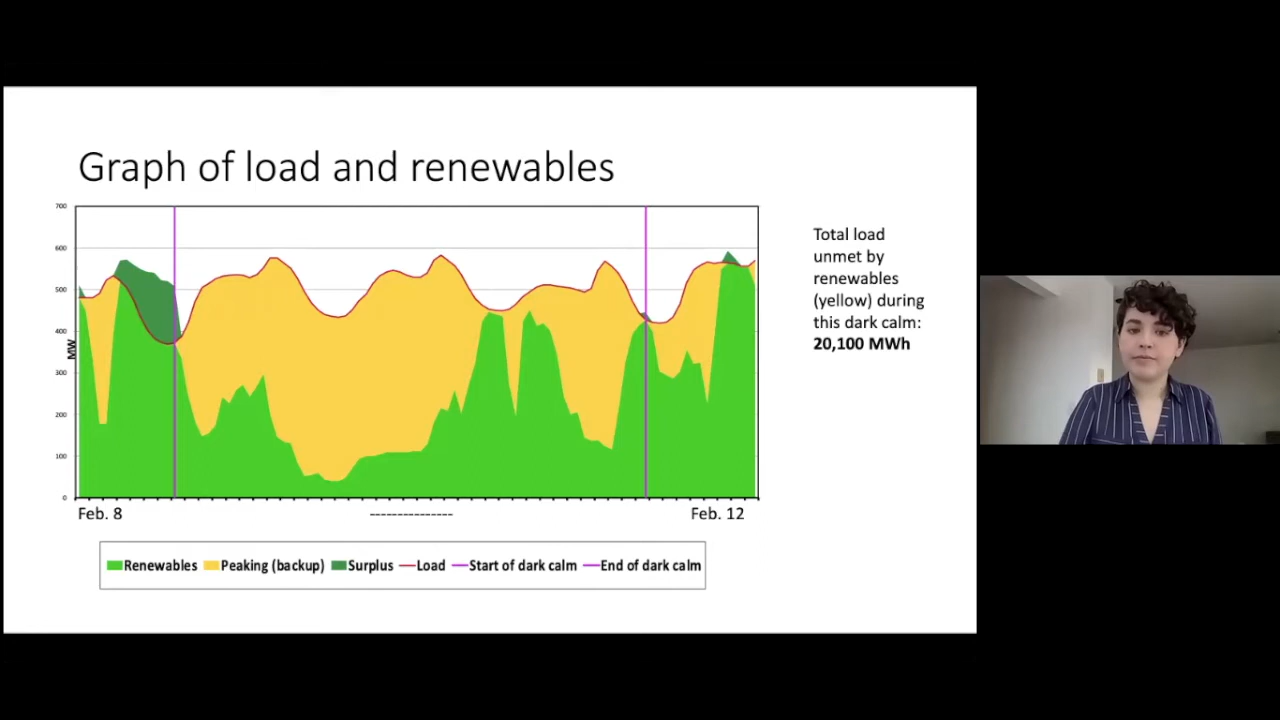 Graph of load and renewables
700
600
500
400
300
200
100
0
MW
Feb. 8
---------------
Feb. 12
Renewables Peaking (backup) Surplus Load Start of dark calm End of dark calm
Total load
unmet by
renewables
(yellow) during
this dark calm:
20,100 MWh